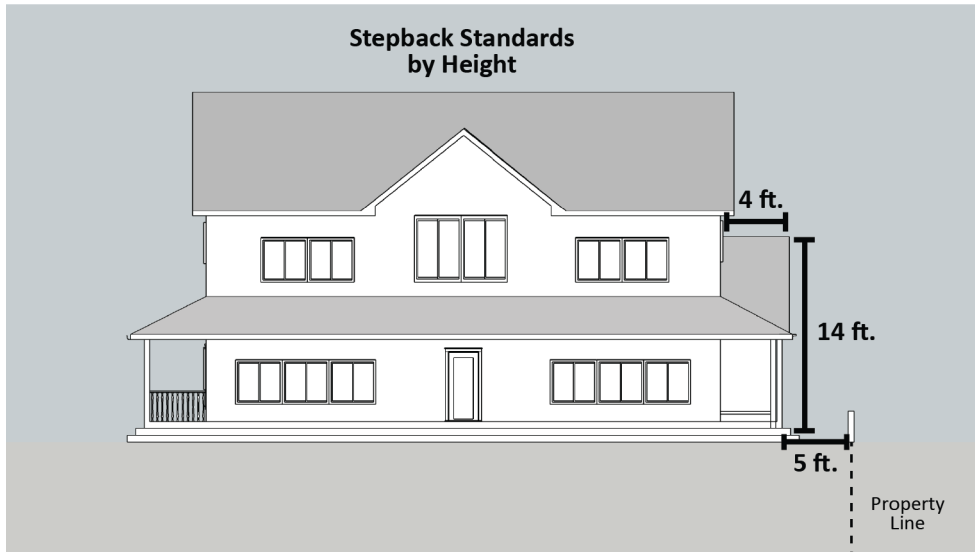 Stepback Standards
by Height
4 ft.
14 ft.
5 ft.
Property
Line